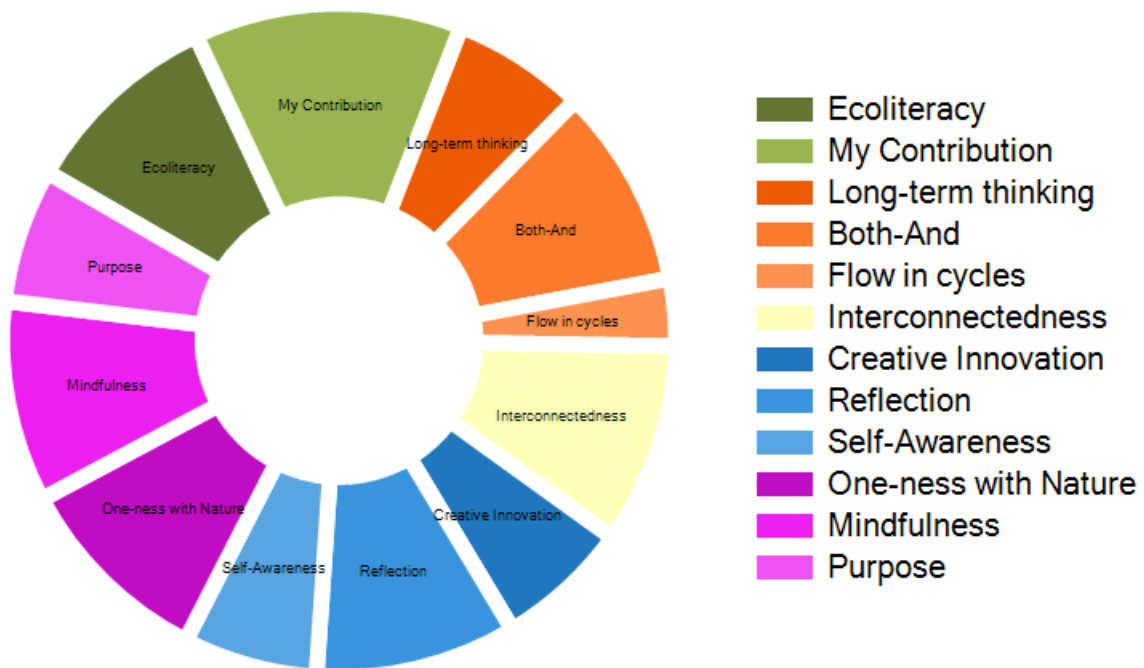 My Contribution
Long-term thinking
Ecoliteracy
Both-And
Purpose
Flow in cycles
Mindfulness
Interconnectedness
One-ness with Nature
Creative Innovation
Self-Awareness
Reflection
Ecoliteracy
My Contribution
Long-term thinking
Both-And
Flow in cycles
Interconnectedness
Creative Innovation
Reflection
Self-Awareness
One-ness with Nature
Mindfulness
Purpose